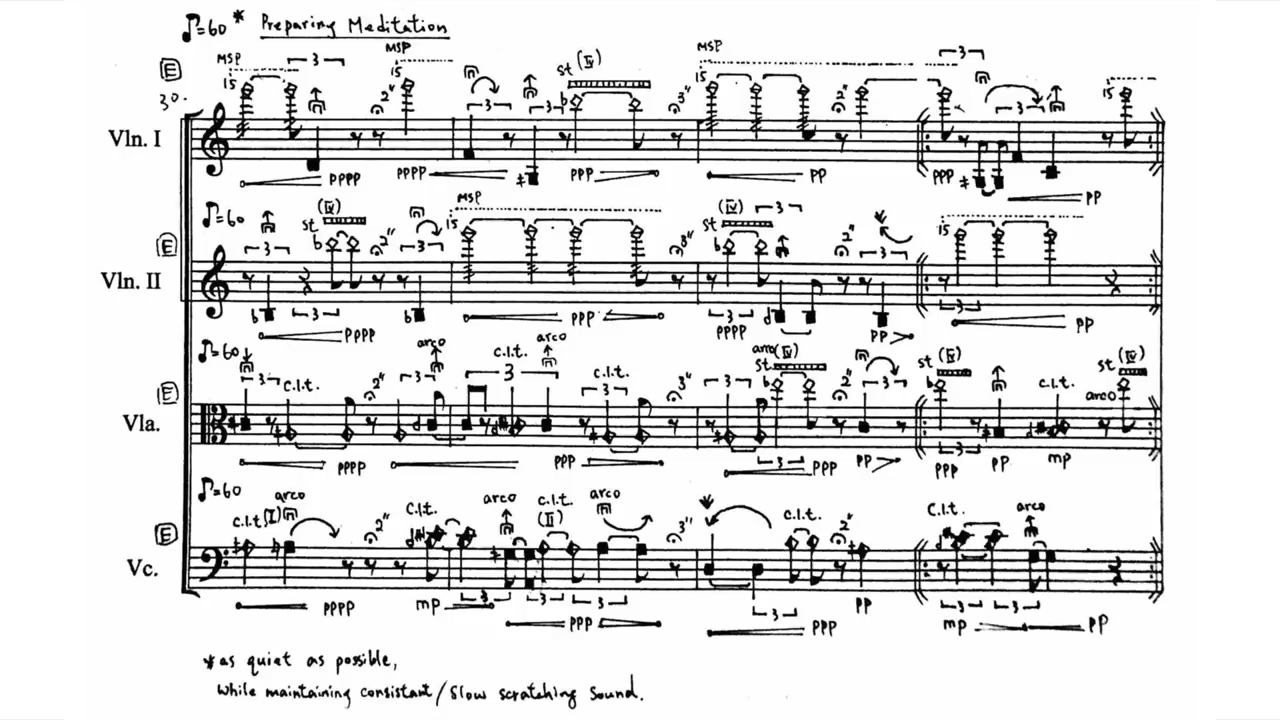 ♪=60 * Preparing Meditation
MSP MSP MSP
E 15 3 2" 3 3 st (IV) 3" 15 2" 3 3 15
30.
Vln. I
pppp pppp ppp pp ppp pp
♪=60 MSP
E 3 st (IV) 2" 3 15 8" st (IV) 3 2" 3 15
Vln. II
3 3 3
pppp ppp pppp pp pp
♪=60 arco c.l.t. arco arco (IV) st (IV) st (IV)
E 3 c.l.t. 2" 3 3 c.l.t. 3 3" 3 st 2" 3 c.l.t. arco
Vla.
3 3
pppp ppp ppp pp ppp pp mp
♪=60
E c.l.t. (I) arco 2" c.l.t. arco c.l.t. (II) arco 3" c.l.t. 2" c.l.t. arco
Vc.
3 3 3 3 3 3
pppp mp ppp ppp pp mp pp
*as quiet as possible,
while maintaining consistant/slow scratching sound.